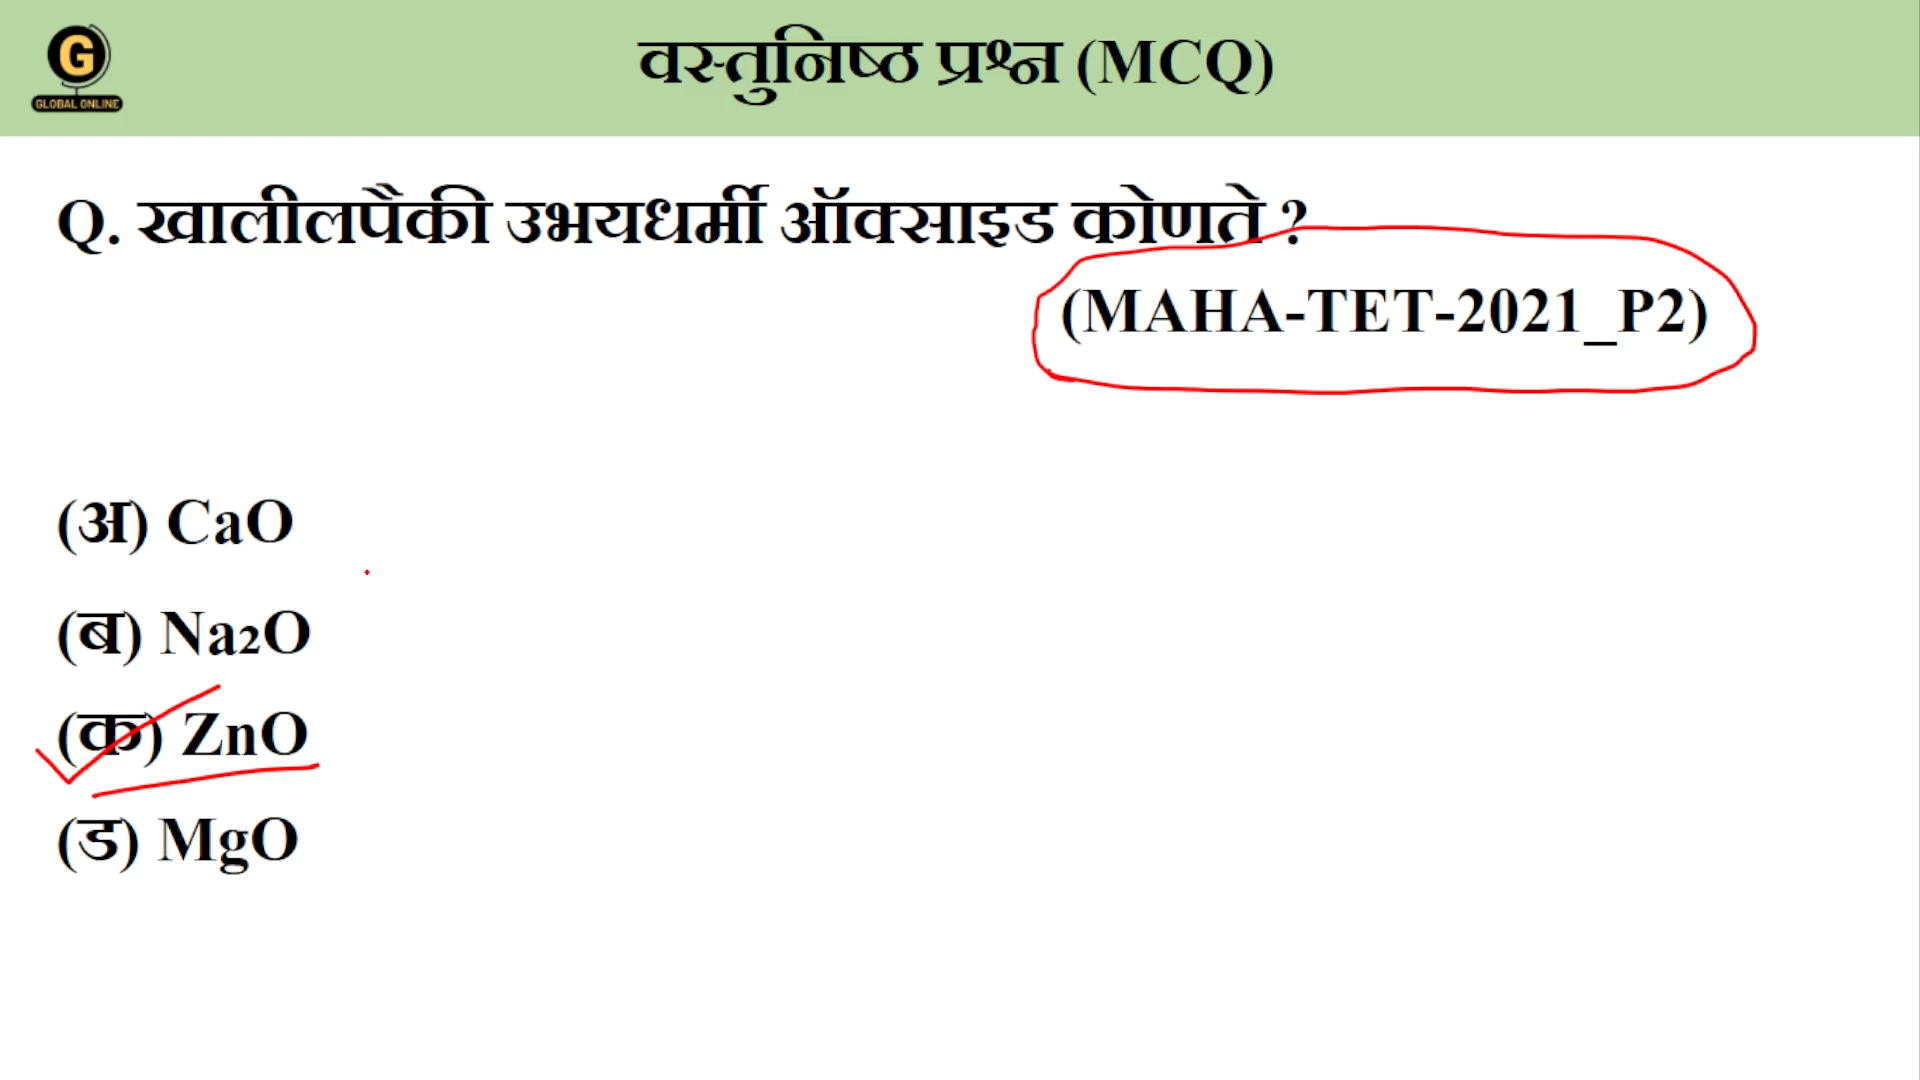 G
GLOBAL ONLINE
वस्तुनिष्ठ प्रश्न (MCQ)
Q. खालीलपैकी उभयधर्मी ऑक्साइड कोणते ?
(MAHA-TET-2021_P2)
(अ) CaO
(ब) Na₂O
(क) ZnO
(ड) MgO